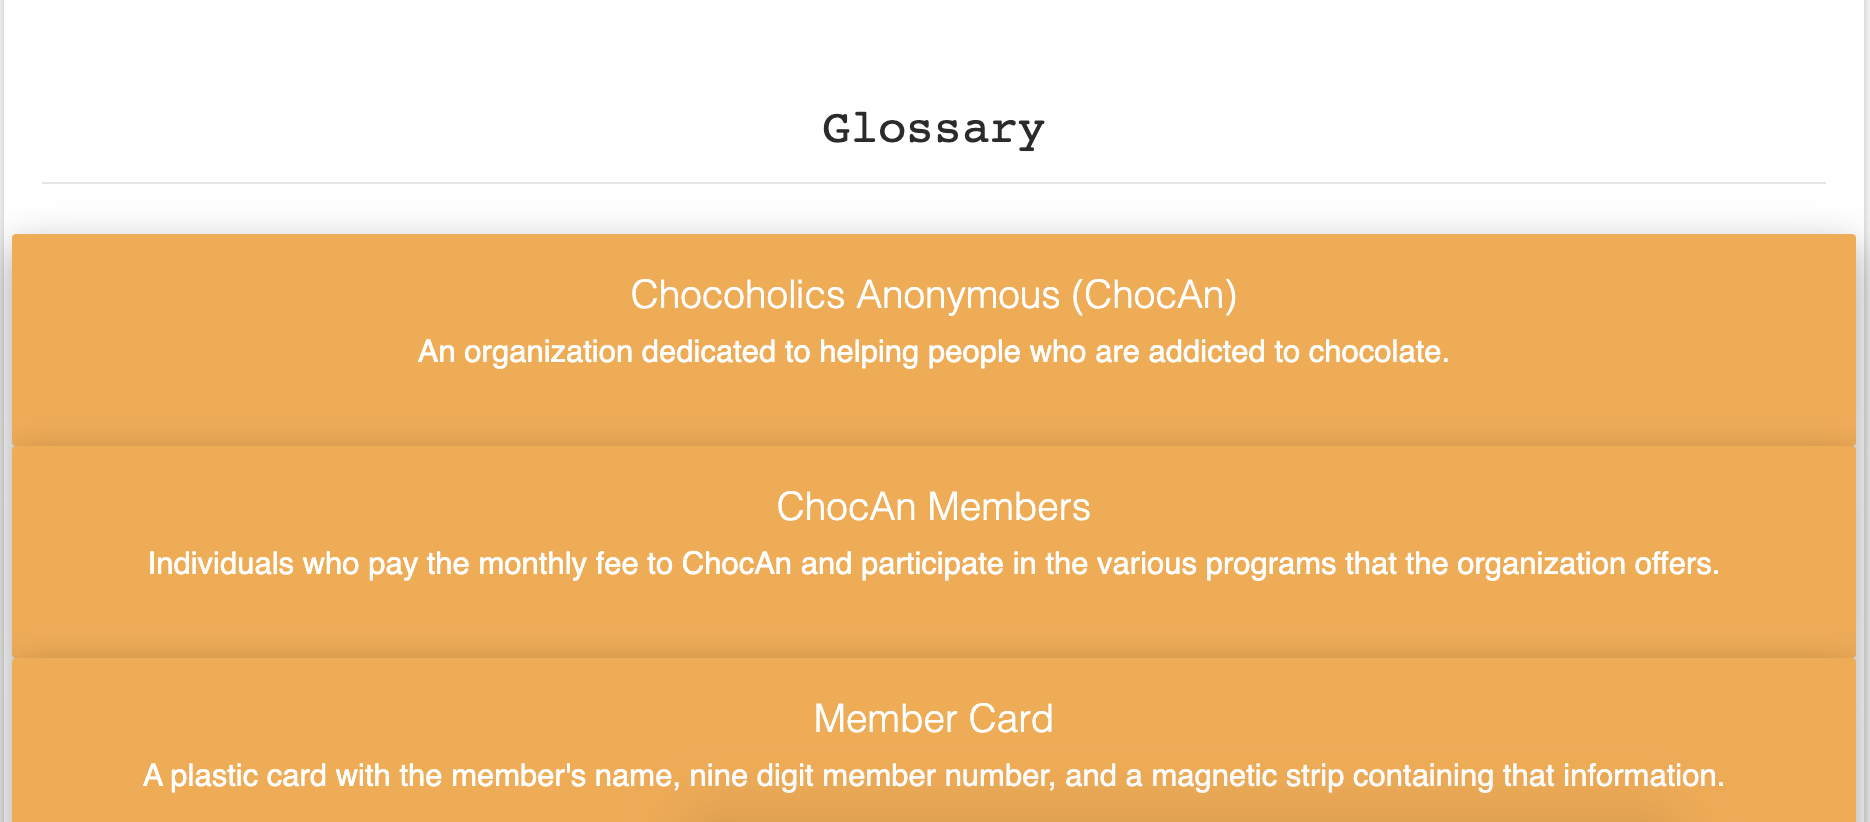 Glossary
Chocoholics Anonymous (ChocAn)
An organization dedicated to helping people who are addicted to chocolate.
ChocAn Members
Individuals who pay the monthly fee to ChocAn and participate in the various programs that the organization offers.
Member Card
A plastic card with the member's name, nine digit member number, and a magnetic strip containing that information.